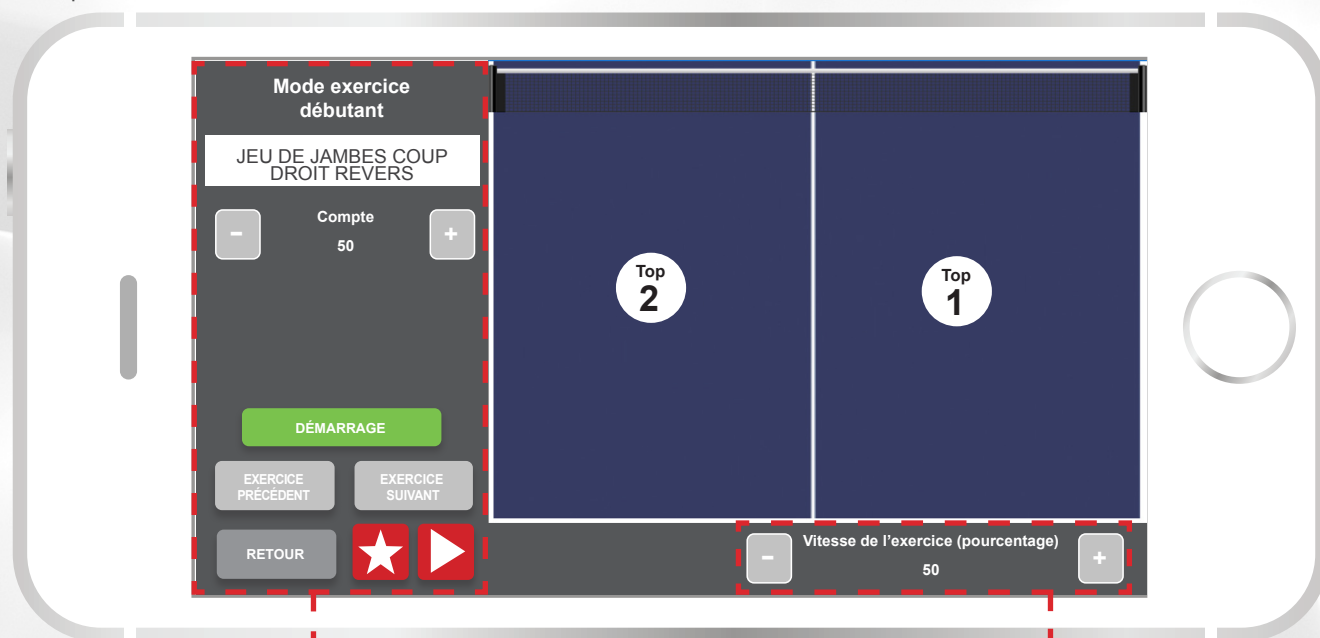 Mode exercice
débutant
JEU DE JAMBES COUP
DROIT REVERS
Compte
-
+
50
DÉMARRAGE
EXERCICE
PRÉCÉDENT
EXERCICE
SUIVANT
RETOUR
Top
2
Top
1
Vitesse de l’exercice (pourcentage)
-
+
50